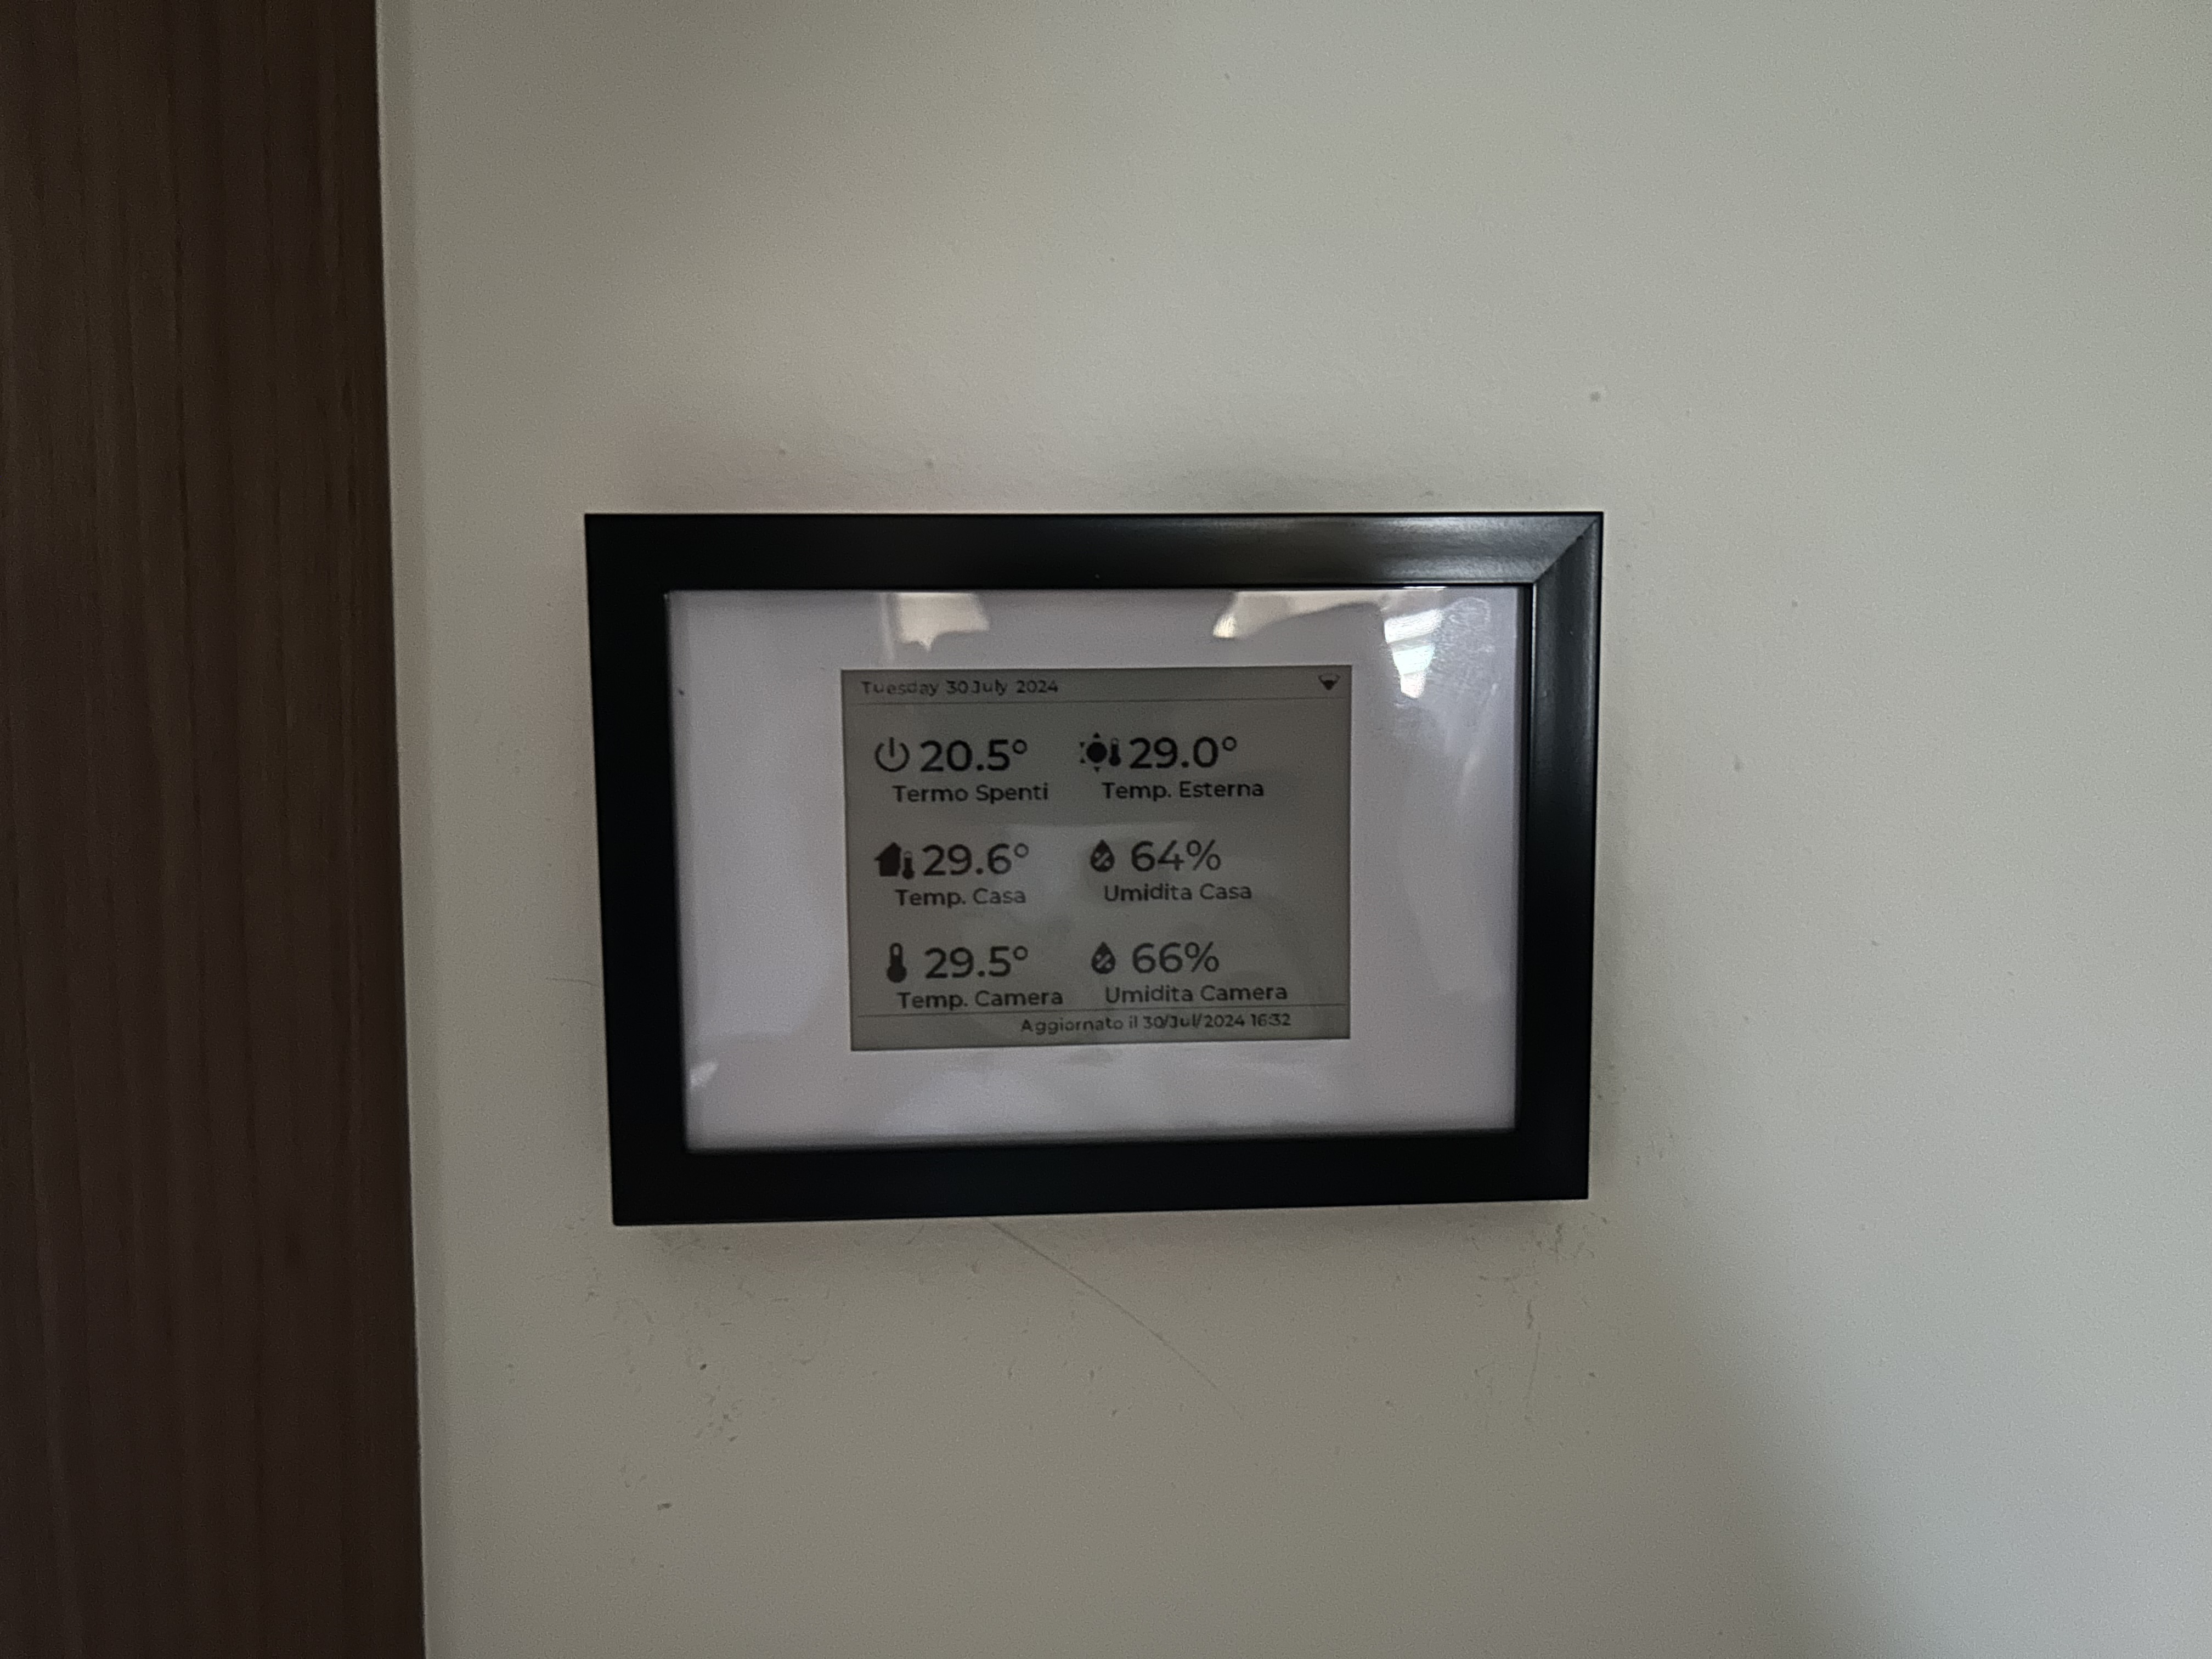 Tuesday 30 July 2024
20.5° 29.0°
Termo Spenti Temp. Esterna
29.6° 64%
Temp. Casa Umidita Casa
29.5° 66%
Temp. Camera Umidita Camera
Aggiornato il 30/Jul/2024 16:32